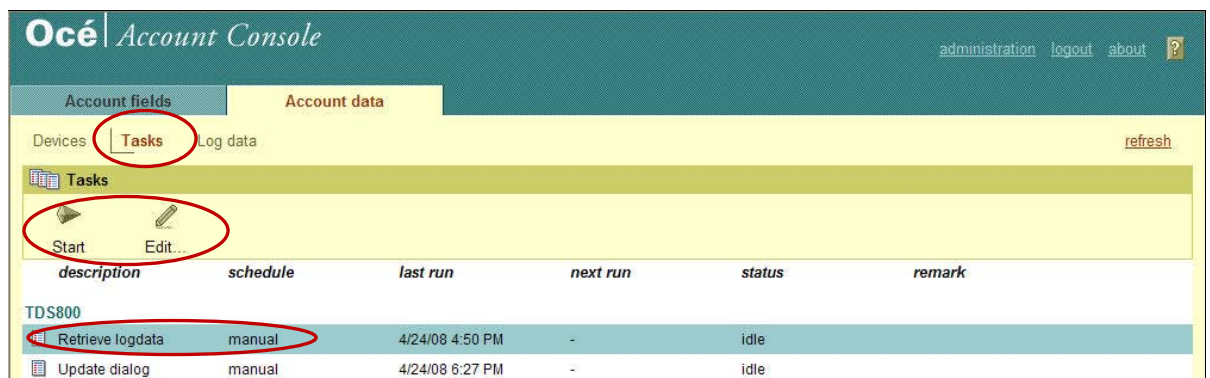 Océ Account Console
administration logout about ?
Account fields Account data
Devices Tasks Log data refresh
Tasks
Start Edit...
description schedule last run next run status remark
TDS800
Retrieve logdata manual 4/24/08 4:50 PM - idle
Update dialog manual 4/24/08 6:27 PM - idle